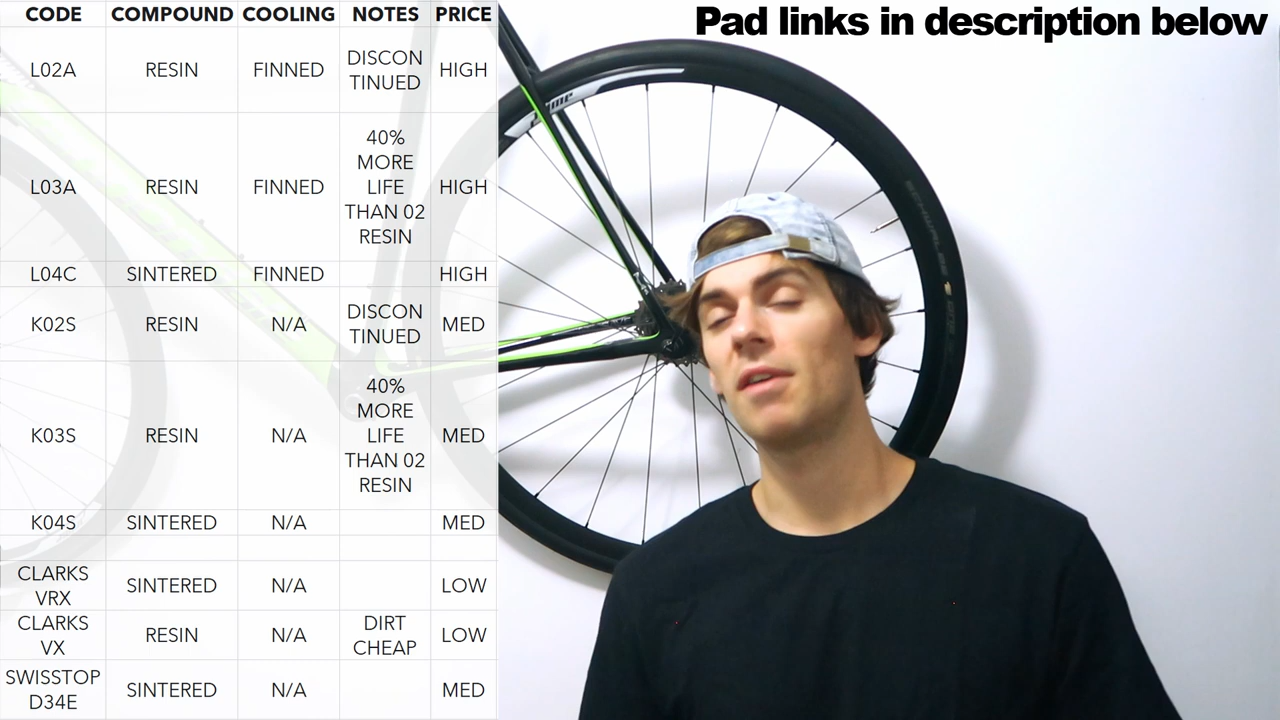 Pad links in description below
CODE COMPOUND COOLING NOTES PRICE
L02A RESIN FINNED DISCON TINUED HIGH
L03A RESIN FINNED 40% MORE LIFE THAN 02 RESIN HIGH
L04C SINTERED FINNED HIGH
K02S RESIN N/A DISCON TINUED MED
K03S RESIN N/A 40% MORE LIFE THAN 02 RESIN MED
K04S SINTERED N/A MED
CLARKS VRX SINTERED N/A LOW
CLARKS VX RESIN N/A DIRT CHEAP LOW
SWISSTOP D34E SINTERED N/A MED
SCHWALBE